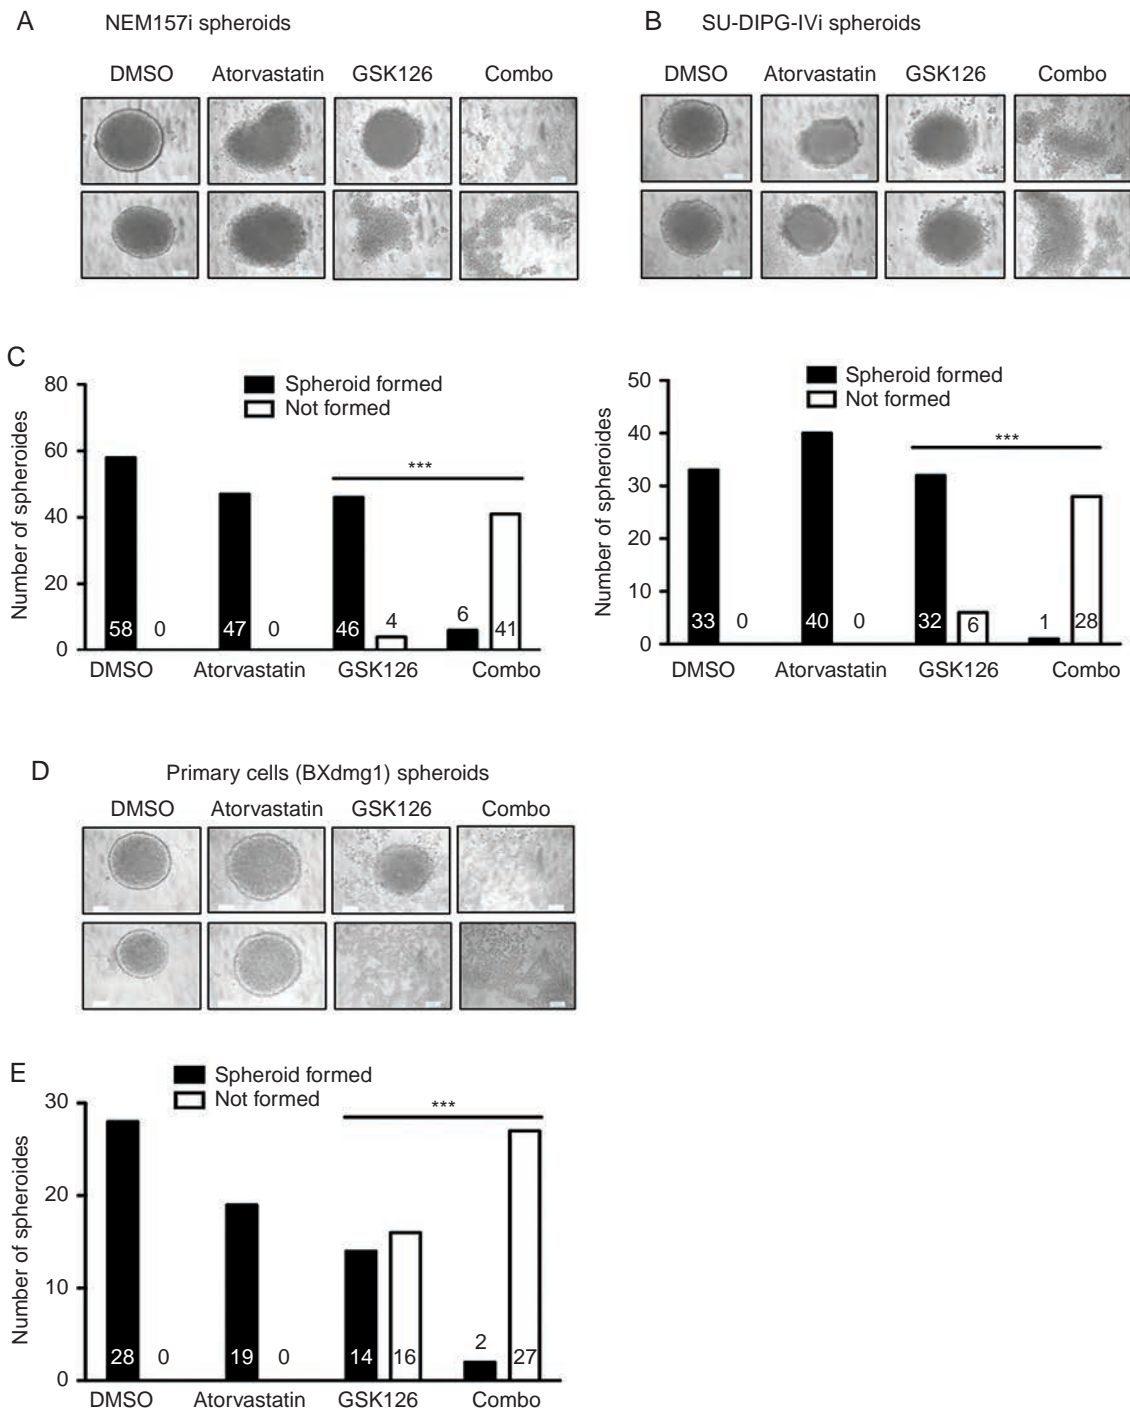 A NEM157i spheroids
B SU-DIPG-IVi spheroids
DMSO Atorvastatin GSK126 Combo
DMSO Atorvastatin GSK126 Combo
C
Number of spheroides
80
60
40
20
0
Spheroid formed
Not formed
***
58 0 47 0 46 4 6 41
DMSO Atorvastatin GSK126 Combo
Number of spheroides
50
40
30
20
10
0
Spheroid formed
Not formed
***
33 0 40 0 32 6 1 28
DMSO Atorvastatin GSK126 Combo
D Primary cells (BXdmg1) spheroids
DMSO Atorvastatin GSK126 Combo
E
Number of spheroides
30
20
10
0
Spheroid formed
Not formed
***
28 0 19 0 14 16 2 27
DMSO Atorvastatin GSK126 Combo